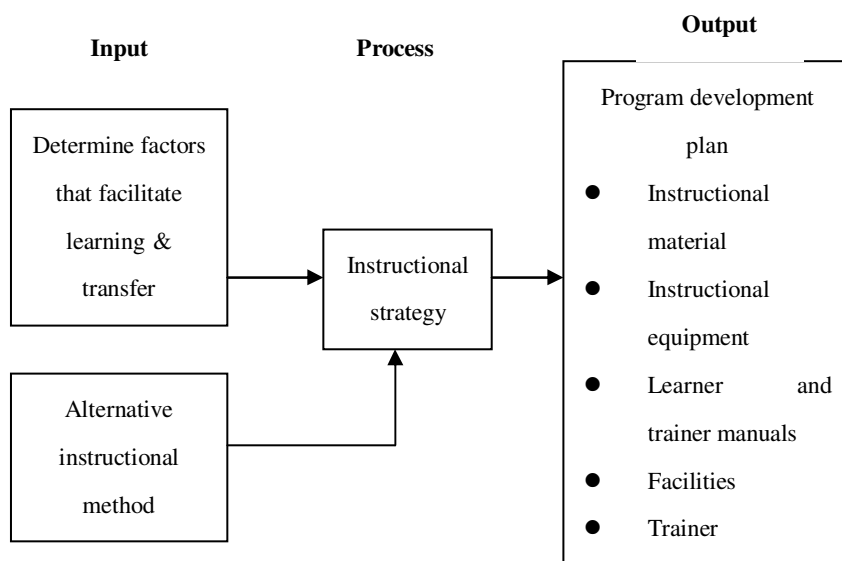 Input
Process
Output
Determine factors
that facilitate
learning &
transfer
Alternative
instructional
method
Instructional
strategy
Program development
plan
● Instructional
material
● Instructional
equipment
● Learner and
trainer manuals
● Facilities
● Trainer